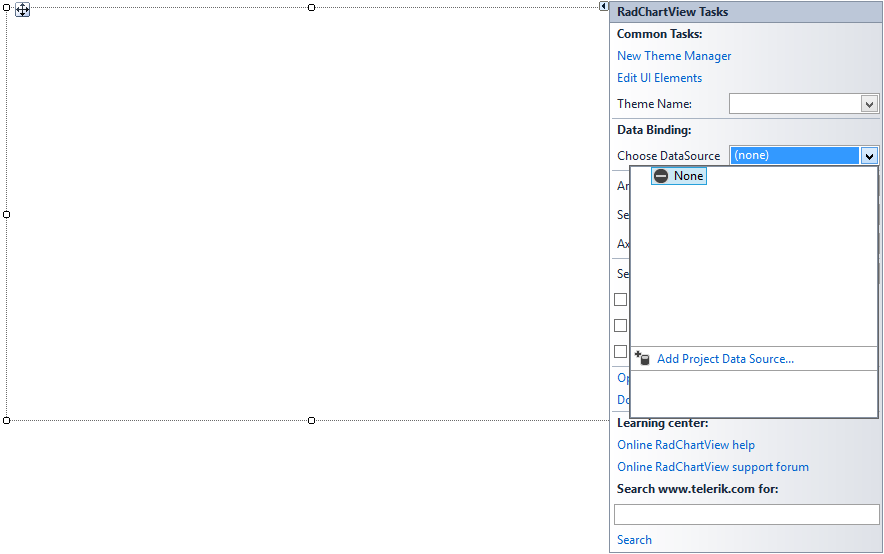 RadChartView Tasks
Common Tasks:
New Theme Manager
Edit UI Elements
Theme Name:
Data Binding:
Choose DataSource (none)
None
Ar
Se
Ax
Se
Add Project Data Source...
Op
Do
Learning center:
Online RadChartView help
Online RadChartView support forum
Search www.telerik.com for:
Search